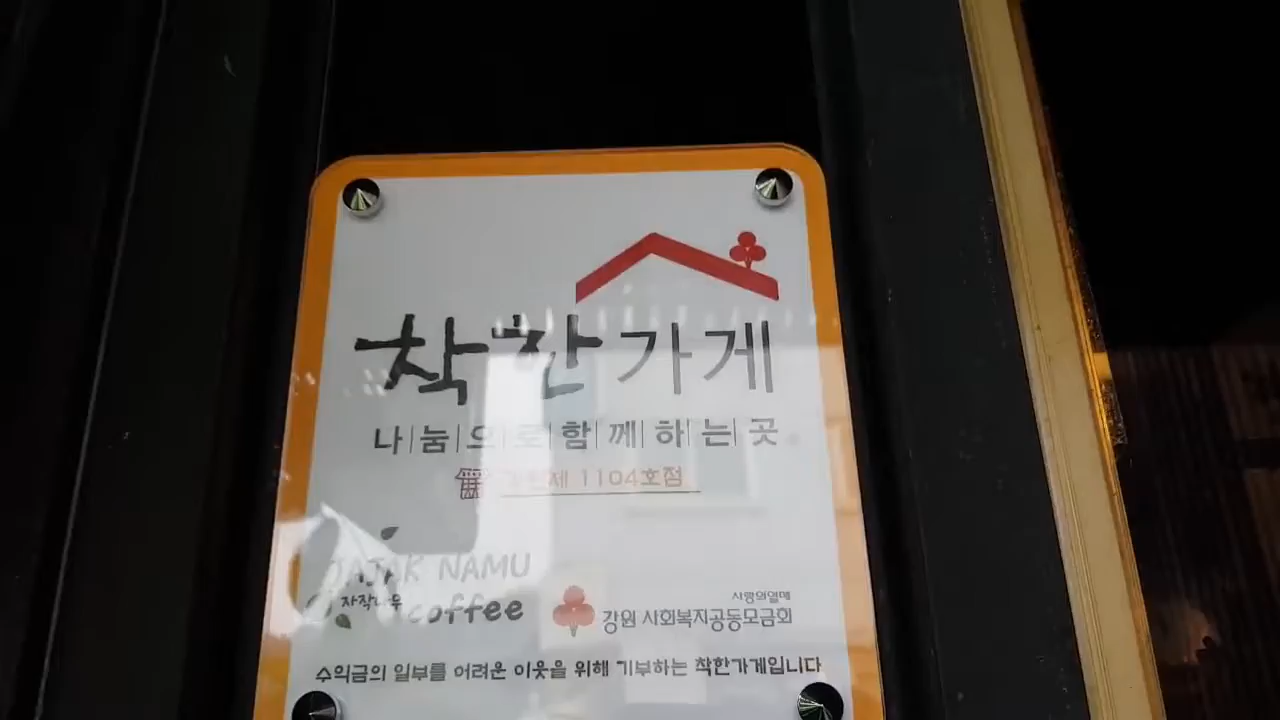 착한가게
나눔으로함께하는곳
제 1104호점
JAJAK NAMU
자작나무 coffee
사랑의열매
강원 사회복지공동모금회
수익금의 일부를 어려운 이웃을 위해 기부하는 착한가게입니다